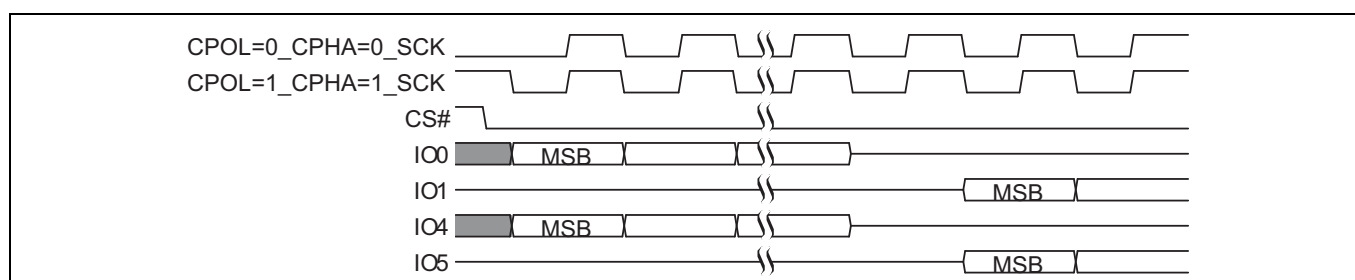 CPOL=0_CPHA=0_SCK
CPOL=1_CPHA=1_SCK
CS#
IO0 MSB
IO1 MSB
IO4 MSB
IO5 MSB